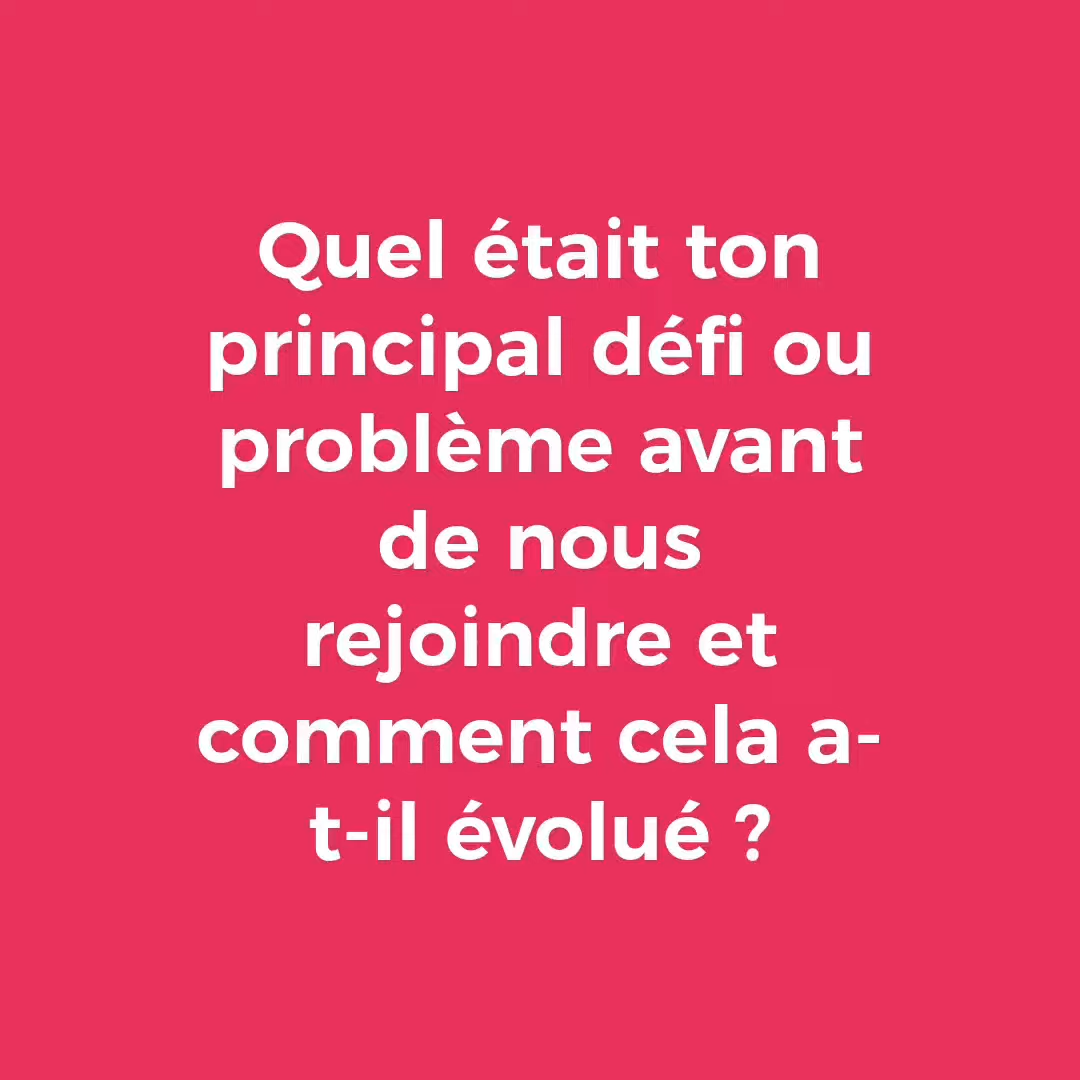 Quel était ton
principal défi ou
problème avant
de nous
rejoindre et
comment cela a-
t-il évolué ?